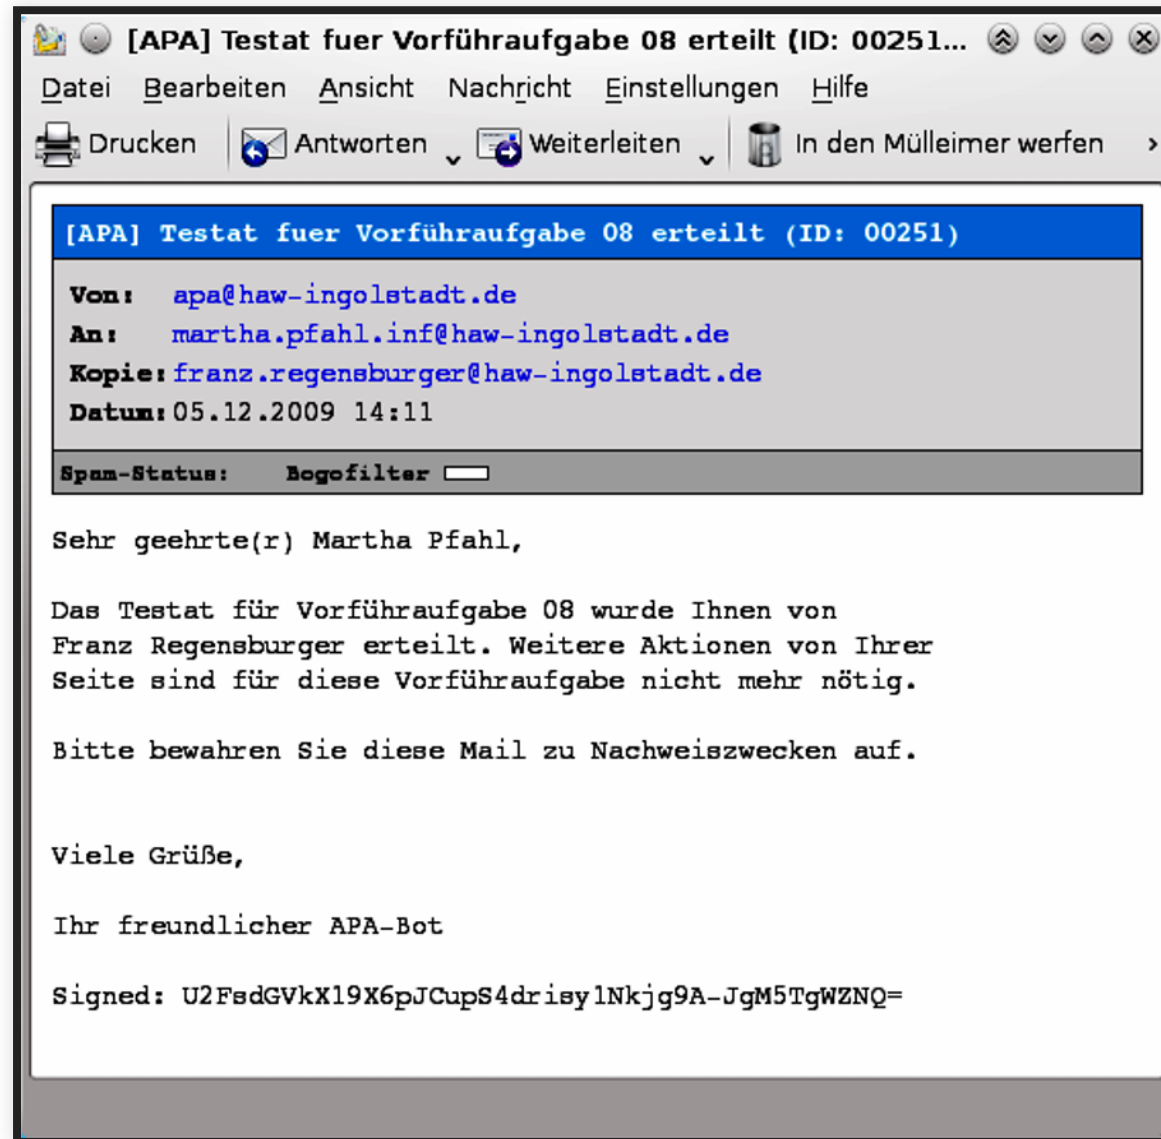 [APA] Testat fuer Vorführaufgabe 08 erteilt (ID: 00251...
Datei Bearbeiten Ansicht Nachricht Einstellungen Hilfe
Drucken Antworten Weiterleiten In den Mülleimer werfen
[APA] Testat fuer Vorführaufgabe 08 erteilt (ID: 00251)
Von: apa@haw-ingolstadt.de
An: martha.pfahl.inf@haw-ingolstadt.de
Kopie: franz.regensburger@haw-ingolstadt.de
Datum: 05.12.2009 14:11
Spam-Status: Bogofilter
Sehr geehrte(r) Martha Pfahl,
Das Testat für Vorführaufgabe 08 wurde Ihnen von
Franz Regensburger erteilt. Weitere Aktionen von Ihrer
Seite sind für diese Vorführaufgabe nicht mehr nötig.
Bitte bewahren Sie diese Mail zu Nachweiszwecken auf.
Viele Grüße,
Ihr freundlicher APA-Bot
Signed: U2FsdGVkX19X6pJCupS4drisy1Nkjg9A-JgM5TgWZNQ=